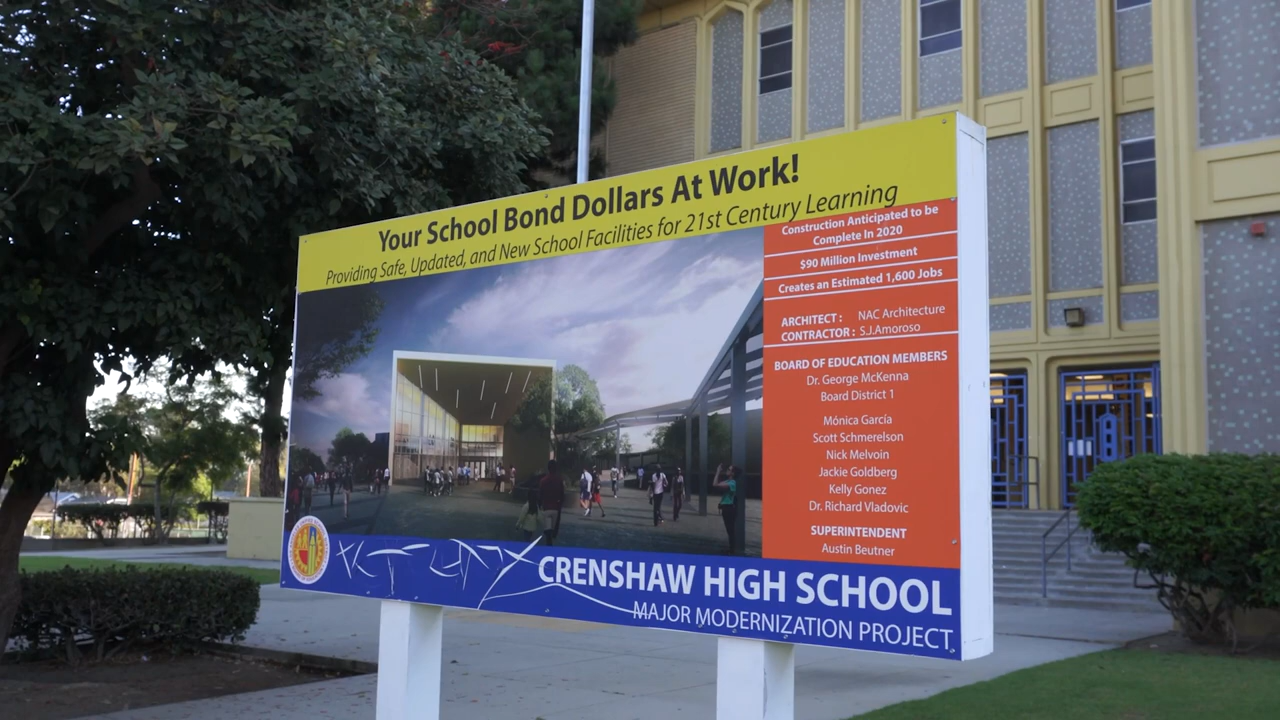 Your School Bond Dollars At Work!
Providing Safe, Updated, and New School Facilities for 21st Century Learning
Construction Anticipated to be
Complete In 2020
$90 Million Investment
Creates an Estimated 1,600 Jobs
ARCHITECT : NAC Architecture
CONTRACTOR : S.J.Amoroso
BOARD OF EDUCATION MEMBERS
Dr. George McKenna
Board District 1
Mónica García
Scott Schmerelson
Nick Melvoin
Jackie Goldberg
Kelly Gonez
Dr. Richard Vladovic
SUPERINTENDENT
Austin Beutner
CRENSHAW HIGH SCHOOL
MAJOR MODERNIZATION PROJECT